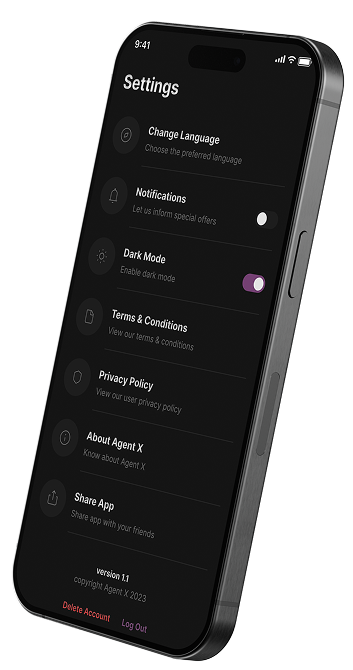 9:41
Settings
Change Language
Choose the preferred language
Notifications
Let us inform special offers
Dark Mode
Enable dark mode
Terms & Conditions
View our terms & conditions
Privacy Policy
View our user privacy policy
About Agent X
Know about Agent X
Share App
Share app with your friends
version 1.1
copyright Agent X 2023
Delete Account Log Out